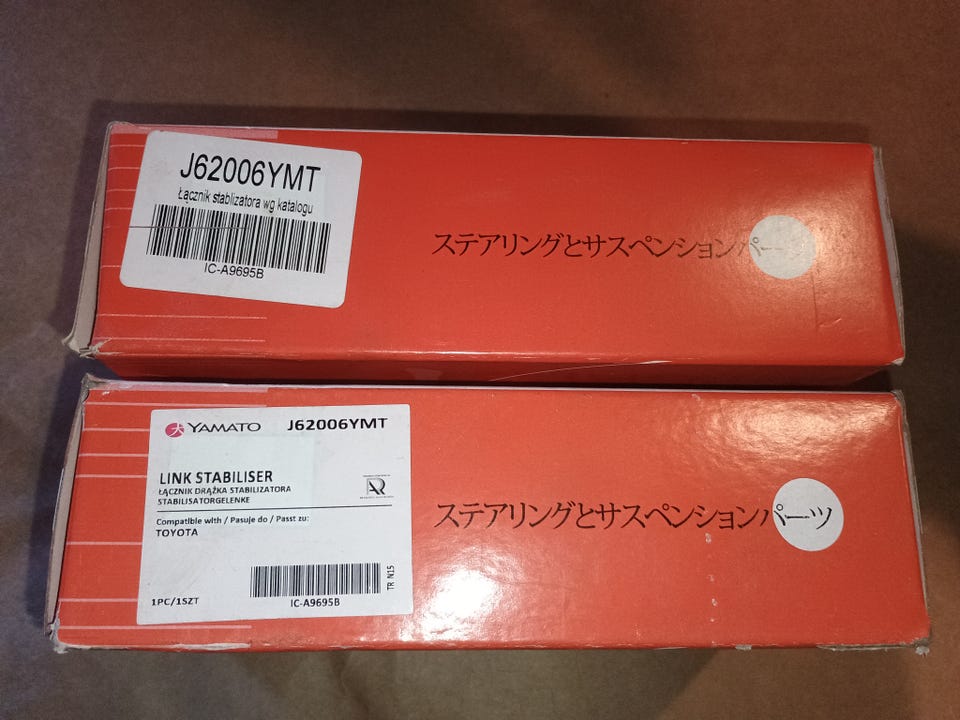 J62006YMT
Łącznik stablizatora wg katalogu
IC-A9695B
ステアリングとサスペンションパーツ
YAMATO J62006YMT
LINK STABILISER
ŁĄCZNIK DRĄŻKA STABILIZATORA
STABILISATORGELENKE
AR
Compatible with / Pasuje do / Passt zu:
TOYOTA
TR N15
1PC/1SZT
IC-A9695B
ステアリングとサスペンションパーツ